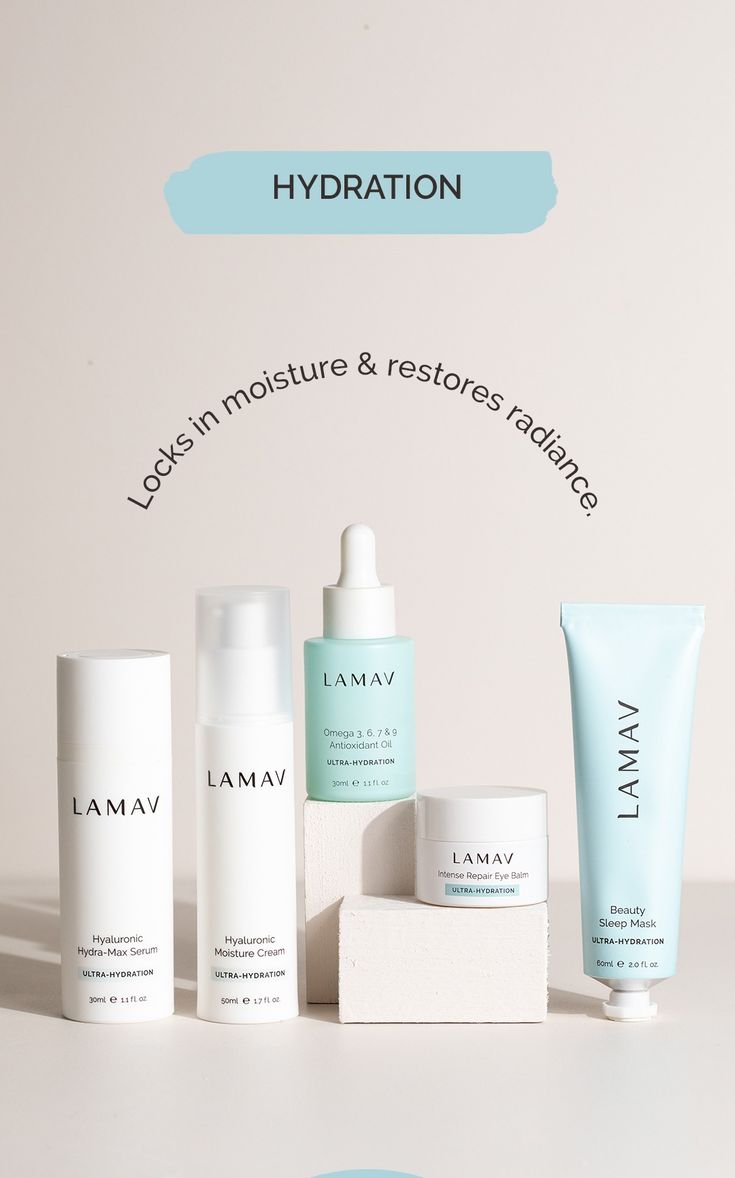 HYDRATION
Locks in moisture & restores radiance.
LAMAV
Hyaluronic
Hydra-Max Serum
ULTRA-HYDRATION
30ml ℮ 1.1 fl. oz.
LAMAV
Hyaluronic
Moisture Cream
ULTRA-HYDRATION
50ml ℮ 1.7 fl. oz.
LAMAV
Omega 3, 6, 7 & 9
Antioxidant Oil
ULTRA-HYDRATION
30ml ℮ 1.1 fl. oz.
LAMAV
Intense Repair Eye Balm
ULTRA-HYDRATION
LAMAV
Beauty
Sleep Mask
ULTRA-HYDRATION
60ml ℮ 2.0 fl. oz.